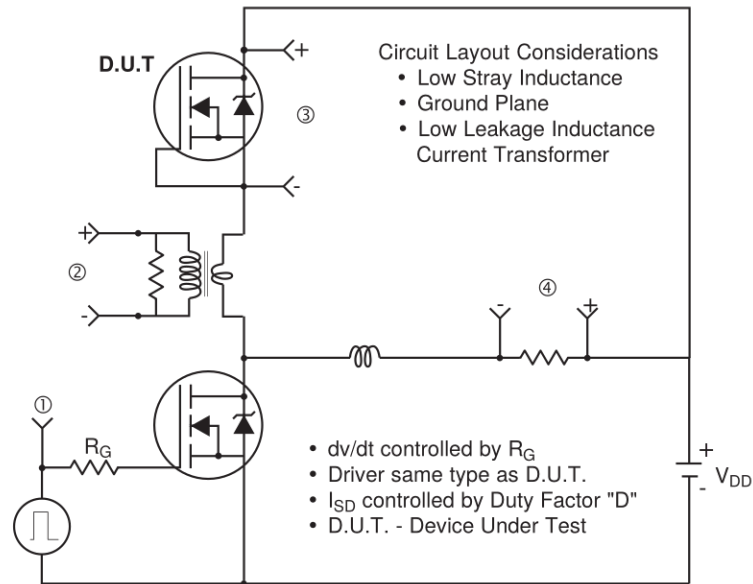 D.U.T
+
-
③
Circuit Layout Considerations
• Low Stray Inductance
• Ground Plane
• Low Leakage Inductance
Current Transformer
+
②
-
④
-
+
①
RG
• dv/dt controlled by RG
• Driver same type as D.U.T.
• ISD controlled by Duty Factor "D"
• D.U.T. - Device Under Test
+
-
VDD